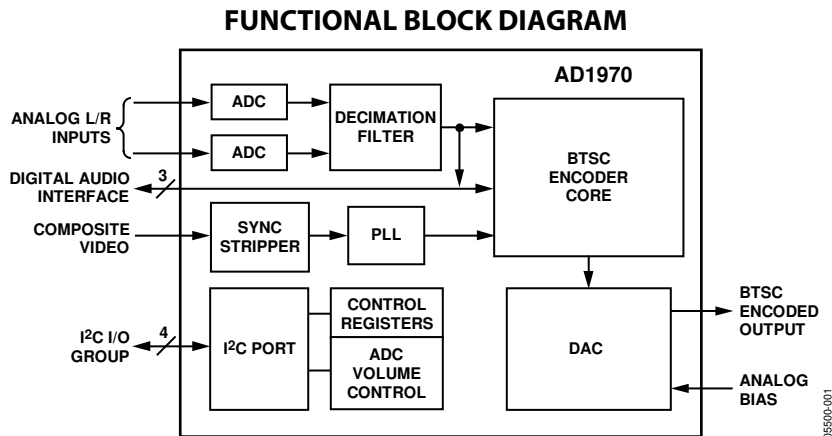 FUNCTIONAL BLOCK DIAGRAM
AD1970
ANALOG L/R
INPUTS
ADC
ADC
DECIMATION
FILTER
BTSC
ENCODER
CORE
DIGITAL AUDIO
INTERFACE
3
COMPOSITE
VIDEO
SYNC
STRIPPER
PLL
I2C I/O
GROUP
4
I2C PORT
CONTROL
REGISTERS
ADC
VOLUME
CONTROL
DAC
BTSC
ENCODED
OUTPUT
ANALOG
BIAS
05500-001